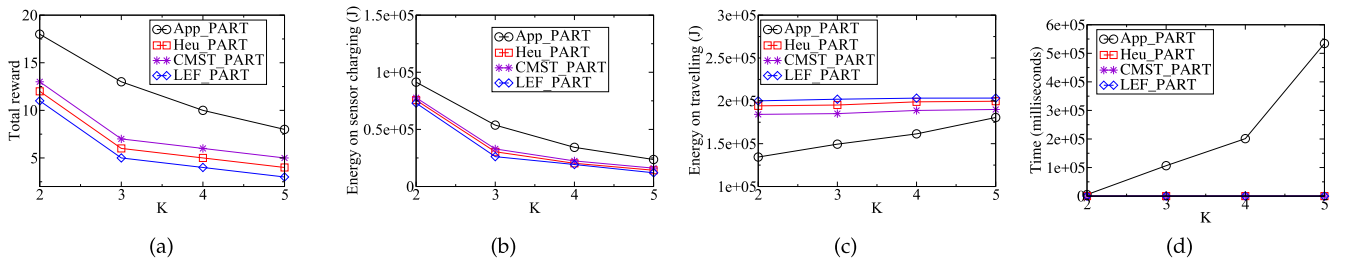 Total reward
20
15
10
5
2
3
4
5
K
App_PART
Heu_PART
CMST_PART
LEF_PART
(a)
Energy on sensor charging (J)
1.5e+05
1e+05
0.5e+05
0
2
3
4
5
K
App_PART
Heu_PART
CMST_PART
LEF_PART
(b)
Energy on travelling (J)
3e+05
2.5e+05
2e+05
1.5e+05
1e+05
2
3
4
5
K
App_PART
Heu_PART
CMST_PART
LEF_PART
(c)
Time (milliseconds)
6e+05
5e+05
4e+05
3e+05
2e+05
1e+05
0
2
3
4
5
K
App_PART
Heu_PART
CMST_PART
LEF_PART
(d)